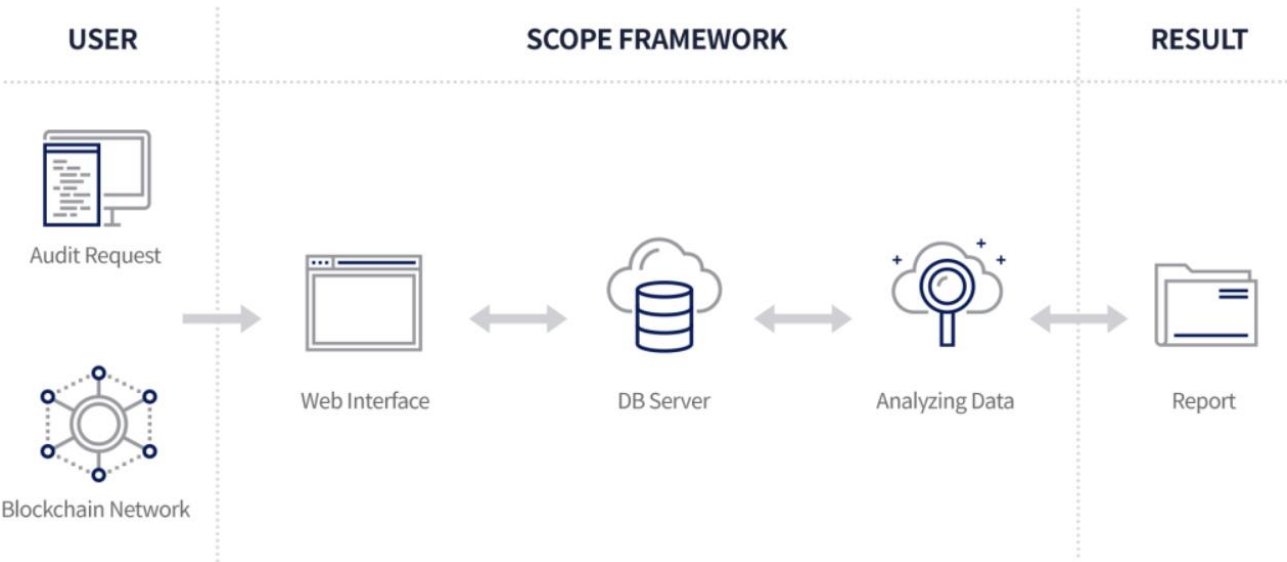 USER
SCOPE FRAMEWORK
RESULT
Audit Request
Blockchain Network
Web Interface
DB Server
Analyzing Data
Report